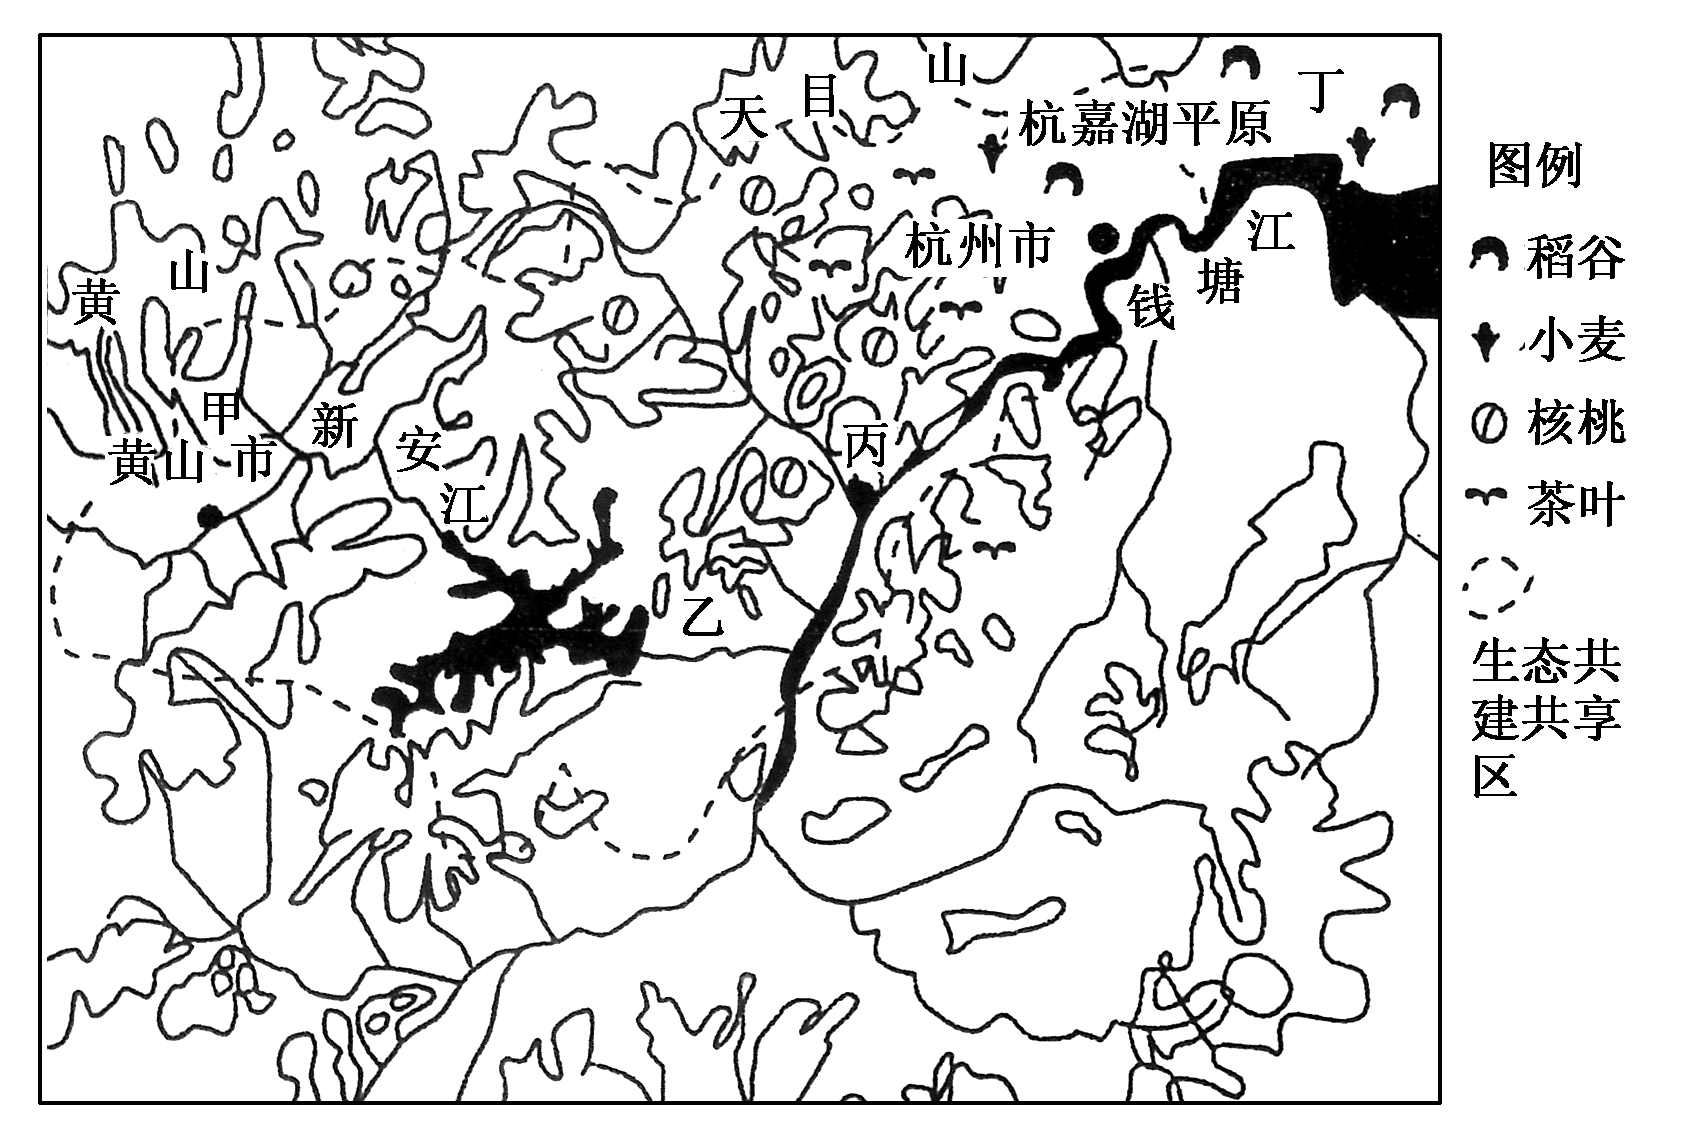 天目山
杭嘉湖平原
丁
杭州市
钱塘江
黄山
甲
黄山市
新安江
丙
乙
图例
稻谷
小麦
核桃
茶叶
生态共
建共享
区